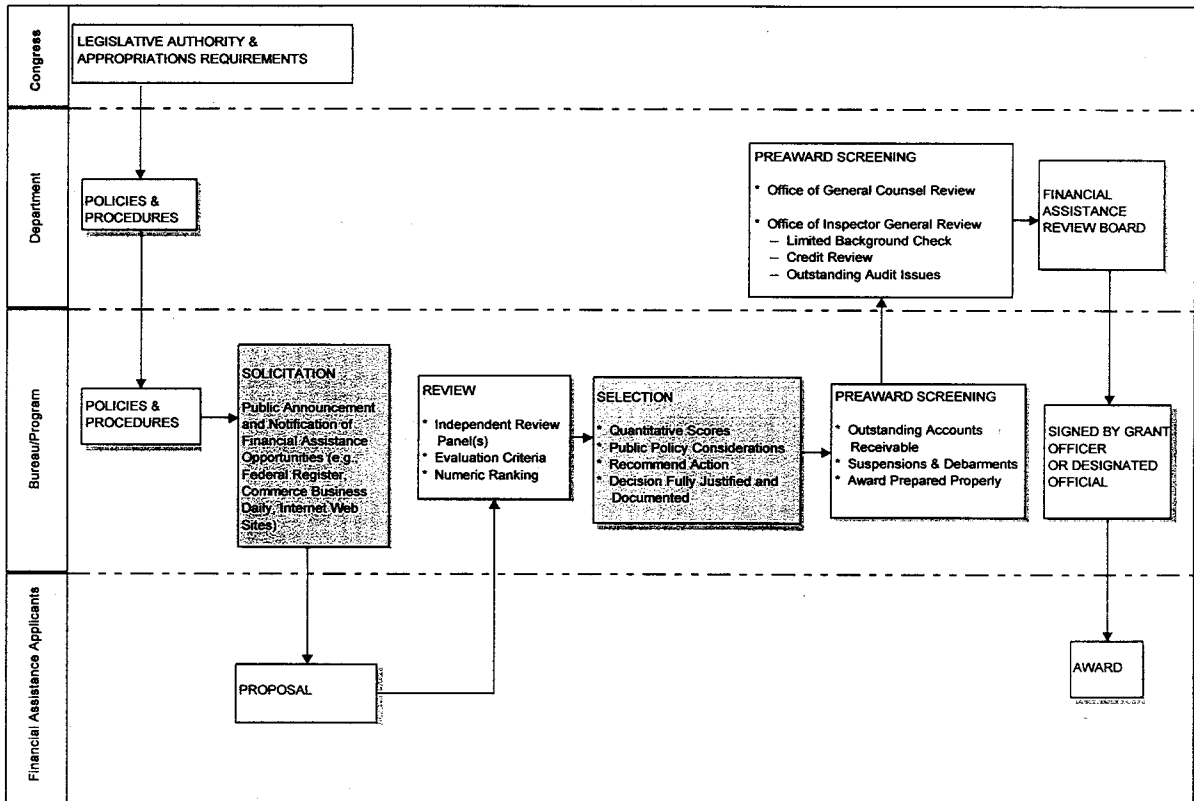 Congress
LEGISLATIVE AUTHORITY &
APPROPRIATIONS REQUIREMENTS
Department
POLICIES &
PROCEDURES
PREAWARD SCREENING
* Office of General Counsel Review
* Office of Inspector General Review
– Limited Background Check
– Credit Review
– Outstanding Audit Issues
FINANCIAL
ASSISTANCE
REVIEW BOARD
Bureau/Program
POLICIES &
PROCEDURES
SOLICITATION
Public Announcement
and Notification of
Financial Assistance
Opportunities (e.g.,
Federal Register,
Commerce Business
Daily, Internet Web
Sites)
REVIEW
* Independent Review
Panel(s)
* Evaluation Criteria
* Numeric Ranking
SELECTION
* Quantitative Scores
* Public Policy Considerations
* Recommend Action
* Decision Fully Justified and
Documented
PREAWARD SCREENING
* Outstanding Accounts
Receivable
* Suspensions & Debarments
* Award Prepared Properly
SIGNED BY GRANT
OFFICER
OR DESIGNATED
OFFICIAL
Financial Assistance Applicants
PROPOSAL
AWARD